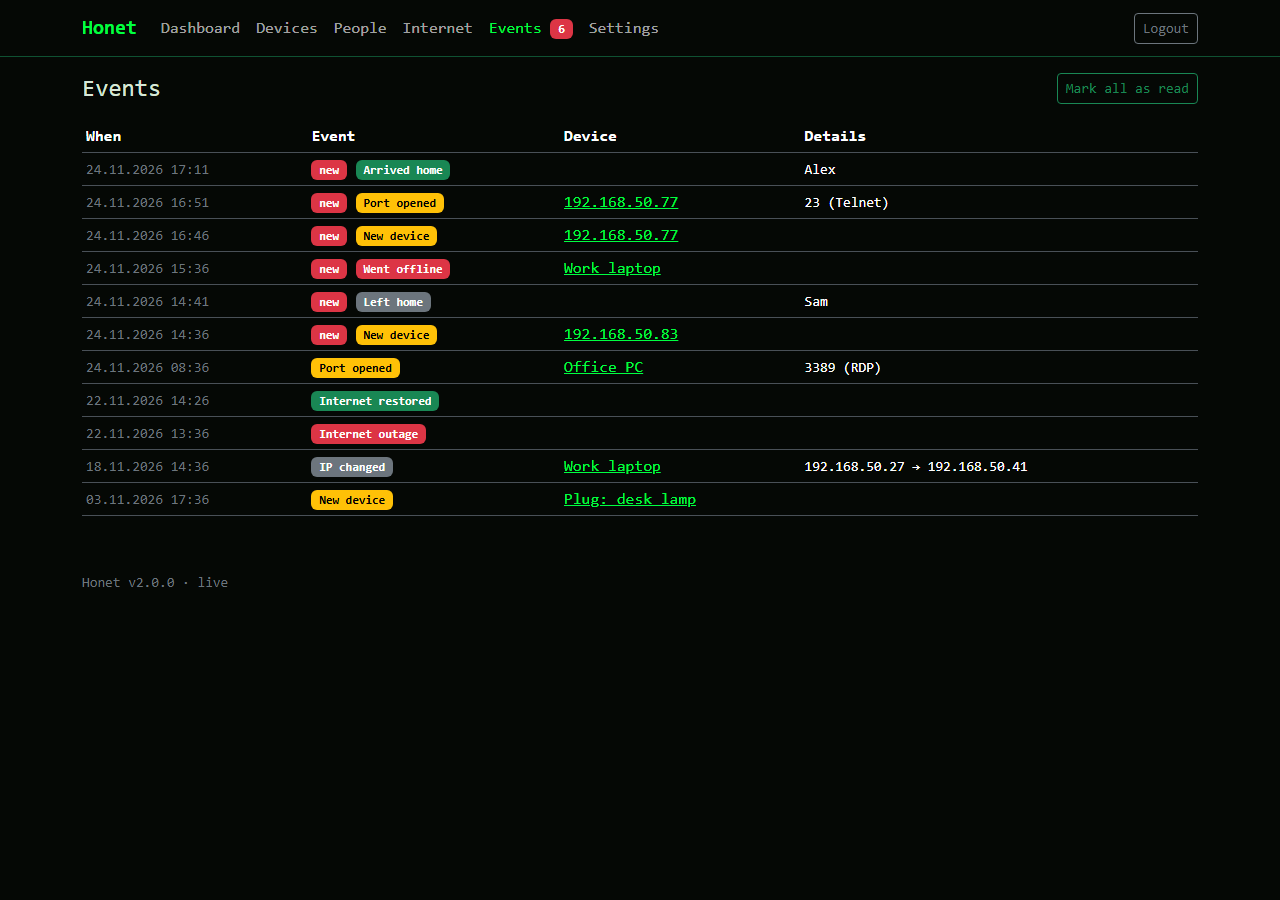 Honet Dashboard Devices People Internet Events 6 Settings Logout
Events Mark all as read
When Event Device Details
24.11.2026 17:11 new Arrived home Alex
24.11.2026 16:51 new Port opened 192.168.50.77 23 (Telnet)
24.11.2026 16:46 new New device 192.168.50.77
24.11.2026 15:36 new Went offline Work laptop
24.11.2026 14:41 new Left home Sam
24.11.2026 14:36 new New device 192.168.50.83
24.11.2026 08:36 Port opened Office PC 3389 (RDP)
22.11.2026 14:26 Internet restored
22.11.2026 13:36 Internet outage
18.11.2026 14:36 IP changed Work laptop 192.168.50.27 → 192.168.50.41
03.11.2026 17:36 New device Plug: desk lamp
Honet v2.0.0 · live